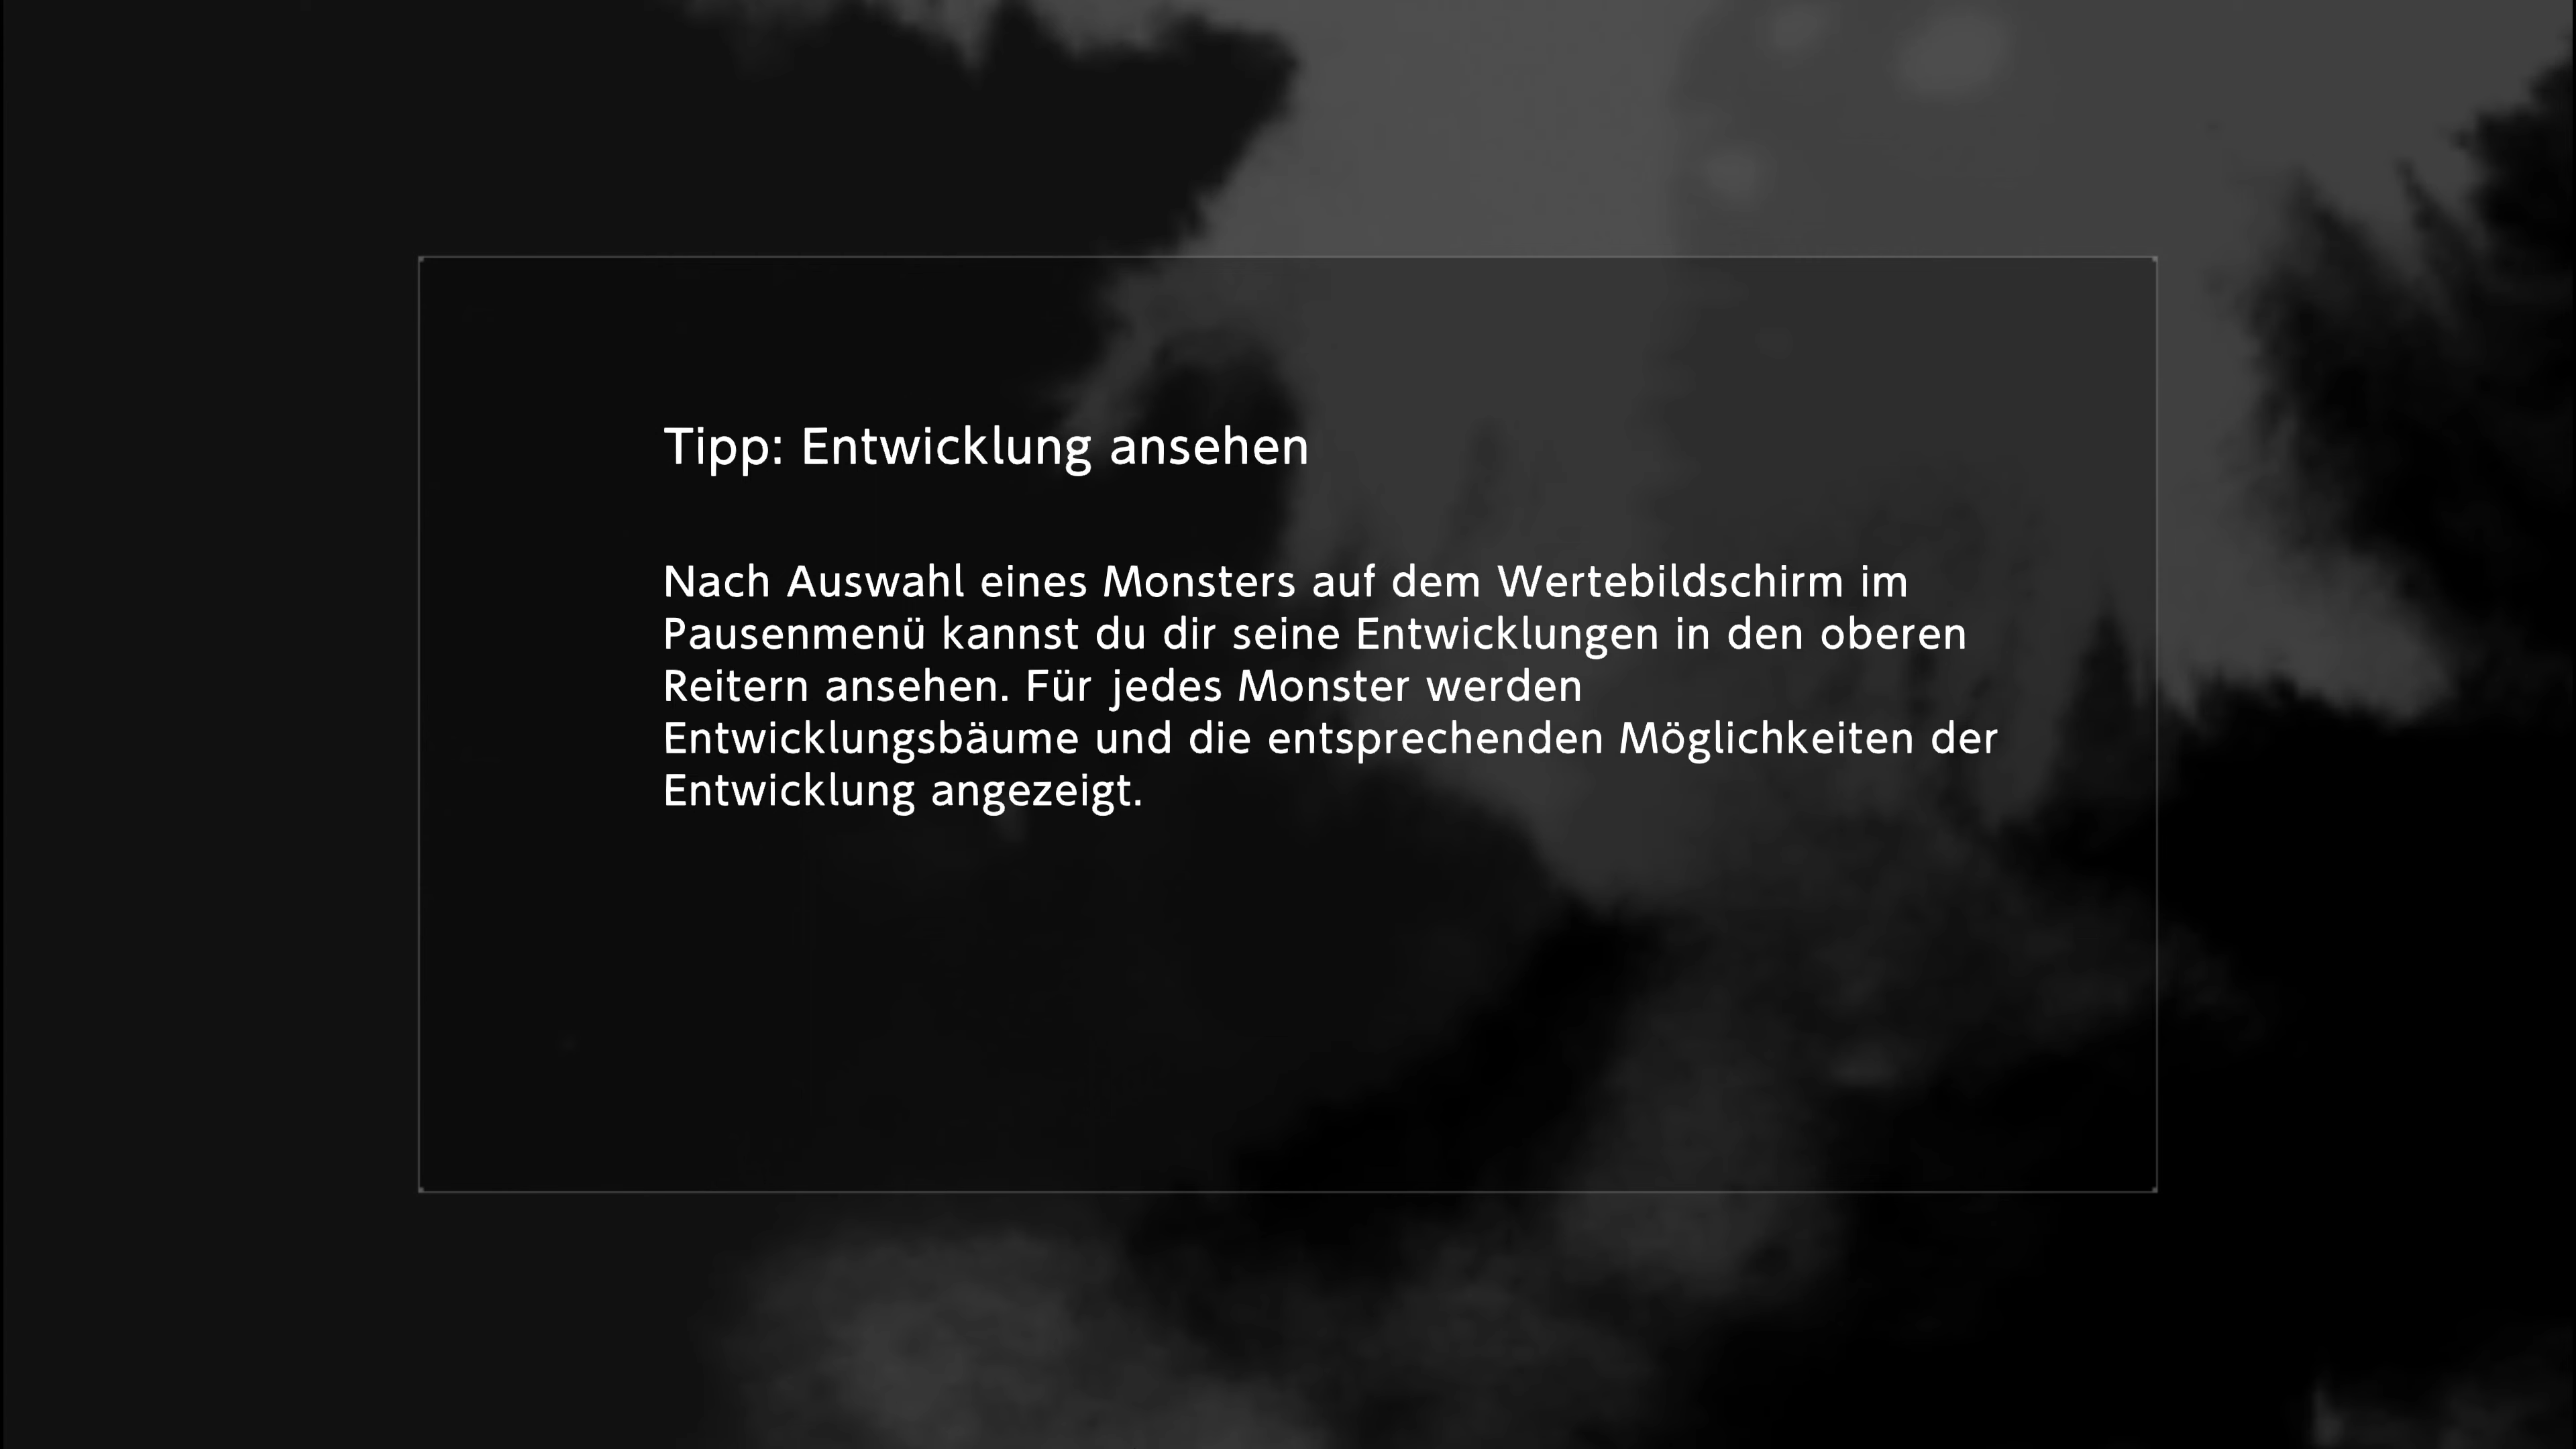 Tipp: Entwicklung ansehen
Nach Auswahl eines Monsters auf dem Wertebildschirm im
Pausenmenü kannst du dir seine Entwicklungen in den oberen
Reitern ansehen. Für jedes Monster werden
Entwicklungsbäume und die entsprechenden Möglichkeiten der
Entwicklung angezeigt.